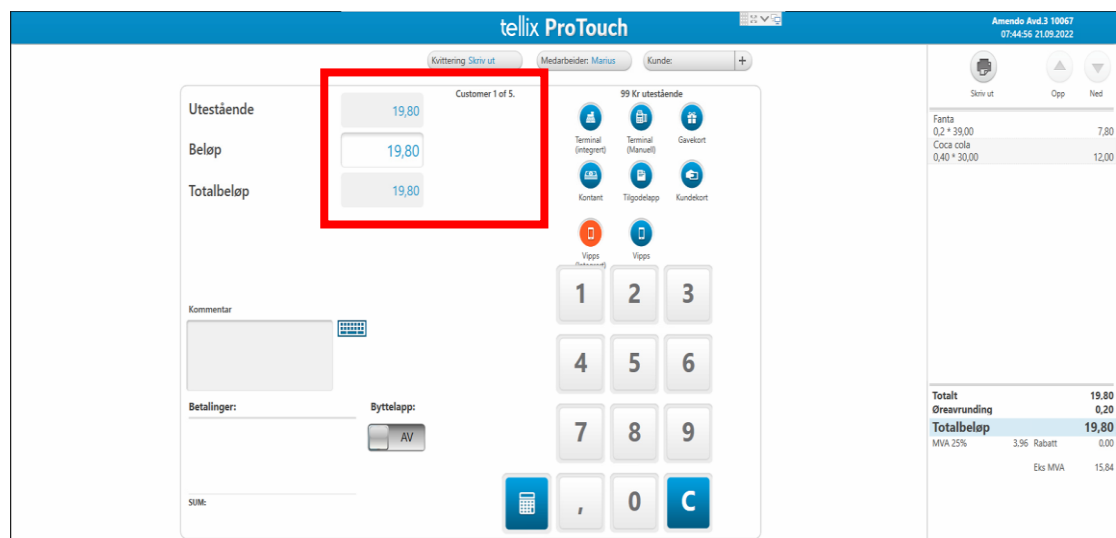 tellix ProTouch
Amendo Avd.3 10067
07:44:56 21.09.2022
Kvittering Skriv ut
Medarbeider: Marius
Kunde:
+
Skriv ut
Opp
Ned
Utestående
19,80
Customer 1 of 5.
99 Kr utestående
Beløp
19,80
Totalbeløp
19,80
Terminal
(integrert)
Terminal
(Manuell)
Gavekort
Kontant
Tilgodelapp
Kundekort
Vipps
(integrert)
Vipps
Fanta
0,2 * 39,00
7,80
Coca cola
0,40 * 30,00
12,00
Kommentar
1
2
3
4
5
6
Betalinger:
Byttelapp:
AV
7
8
9
SUM:
,
0
C
Totalt
19,80
Øreavrunding
0,20
Totalbeløp
19,80
MVA 25%
3,96
Rabatt
0,00
Eks MVA
15,84